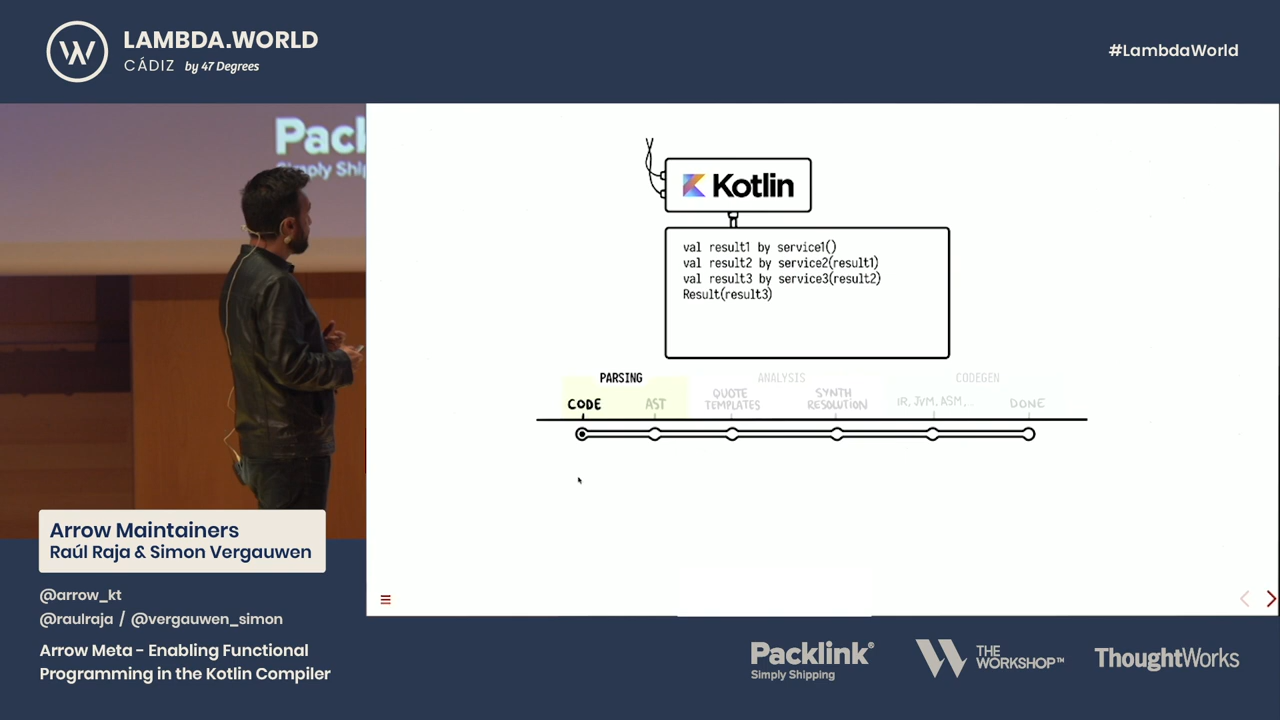 LAMBDA.WORLD
CÁDIZ by 47 Degrees
#LambdaWorld
Pack
Simply Ship
Kotlin
val result1 by service1()
val result2 by service2(result1)
val result3 by service3(result2)
Result(result3)
PARSING ANALYSIS CODEGEN
CODE AST QUOTE TEMPLATES SYNTH RESOLUTION IR, JVM, ASM,... DONE
Arrow Maintainers
Raúl Raja & Simon Vergauwen
@arrow_kt
@raulraja / @vergauwen_simon
Arrow Meta - Enabling Functional
Programming in the Kotlin Compiler
Packlink®
Simply Shipping
THE
WORKSHOP™
ThoughtWorks